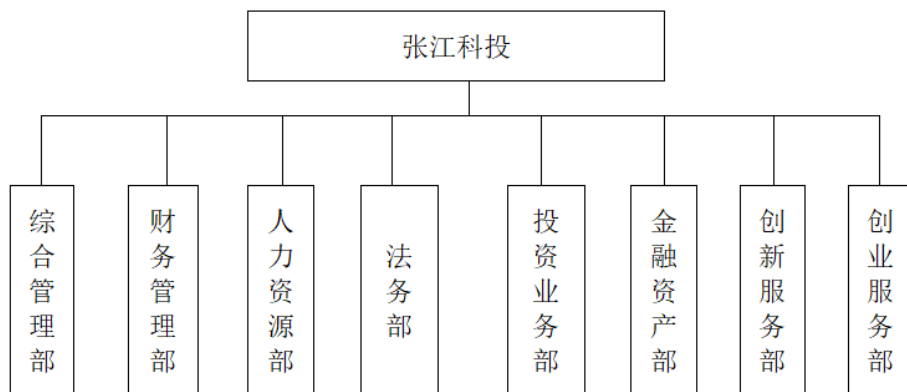 张江科投
综合管理部
财务管理部
人力资源部
法务部
投资业务部
金融资产部
创新服务部
创业服务部